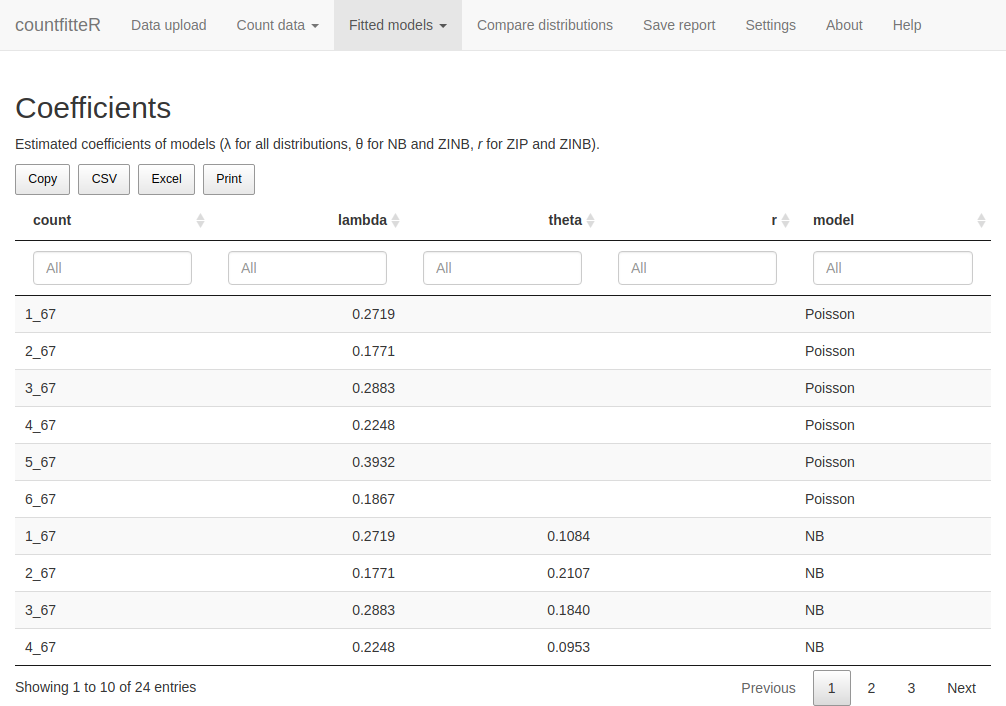 countfitteR Data upload Count data Fitted models Compare distributions Save report Settings About Help
Coefficients
Estimated coefficients of models (λ for all distributions, θ for NB and ZINB, r for ZIP and ZINB).
Copy CSV Excel Print
count lambda theta r model
All All All All All
1_67 0.2719 Poisson
2_67 0.1771 Poisson
3_67 0.2883 Poisson
4_67 0.2248 Poisson
5_67 0.3932 Poisson
6_67 0.1867 Poisson
1_67 0.2719 0.1084 NB
2_67 0.1771 0.2107 NB
3_67 0.2883 0.1840 NB
4_67 0.2248 0.0953 NB
Showing 1 to 10 of 24 entries Previous 1 2 3 Next